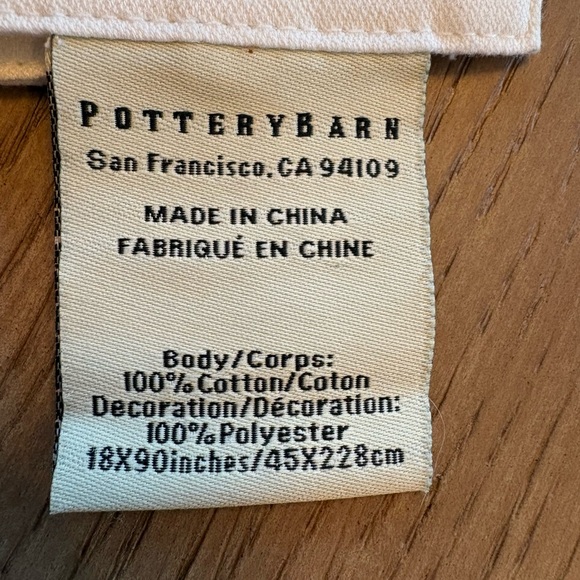 POTTERYBARN
San Francisco, CA 94109
MADE IN CHINA
FABRIQUÉ EN CHINE
Body/Corps:
100% Cotton/Coton
Decoration/Décoration:
100% Polyester
18X90inches/45X228cm